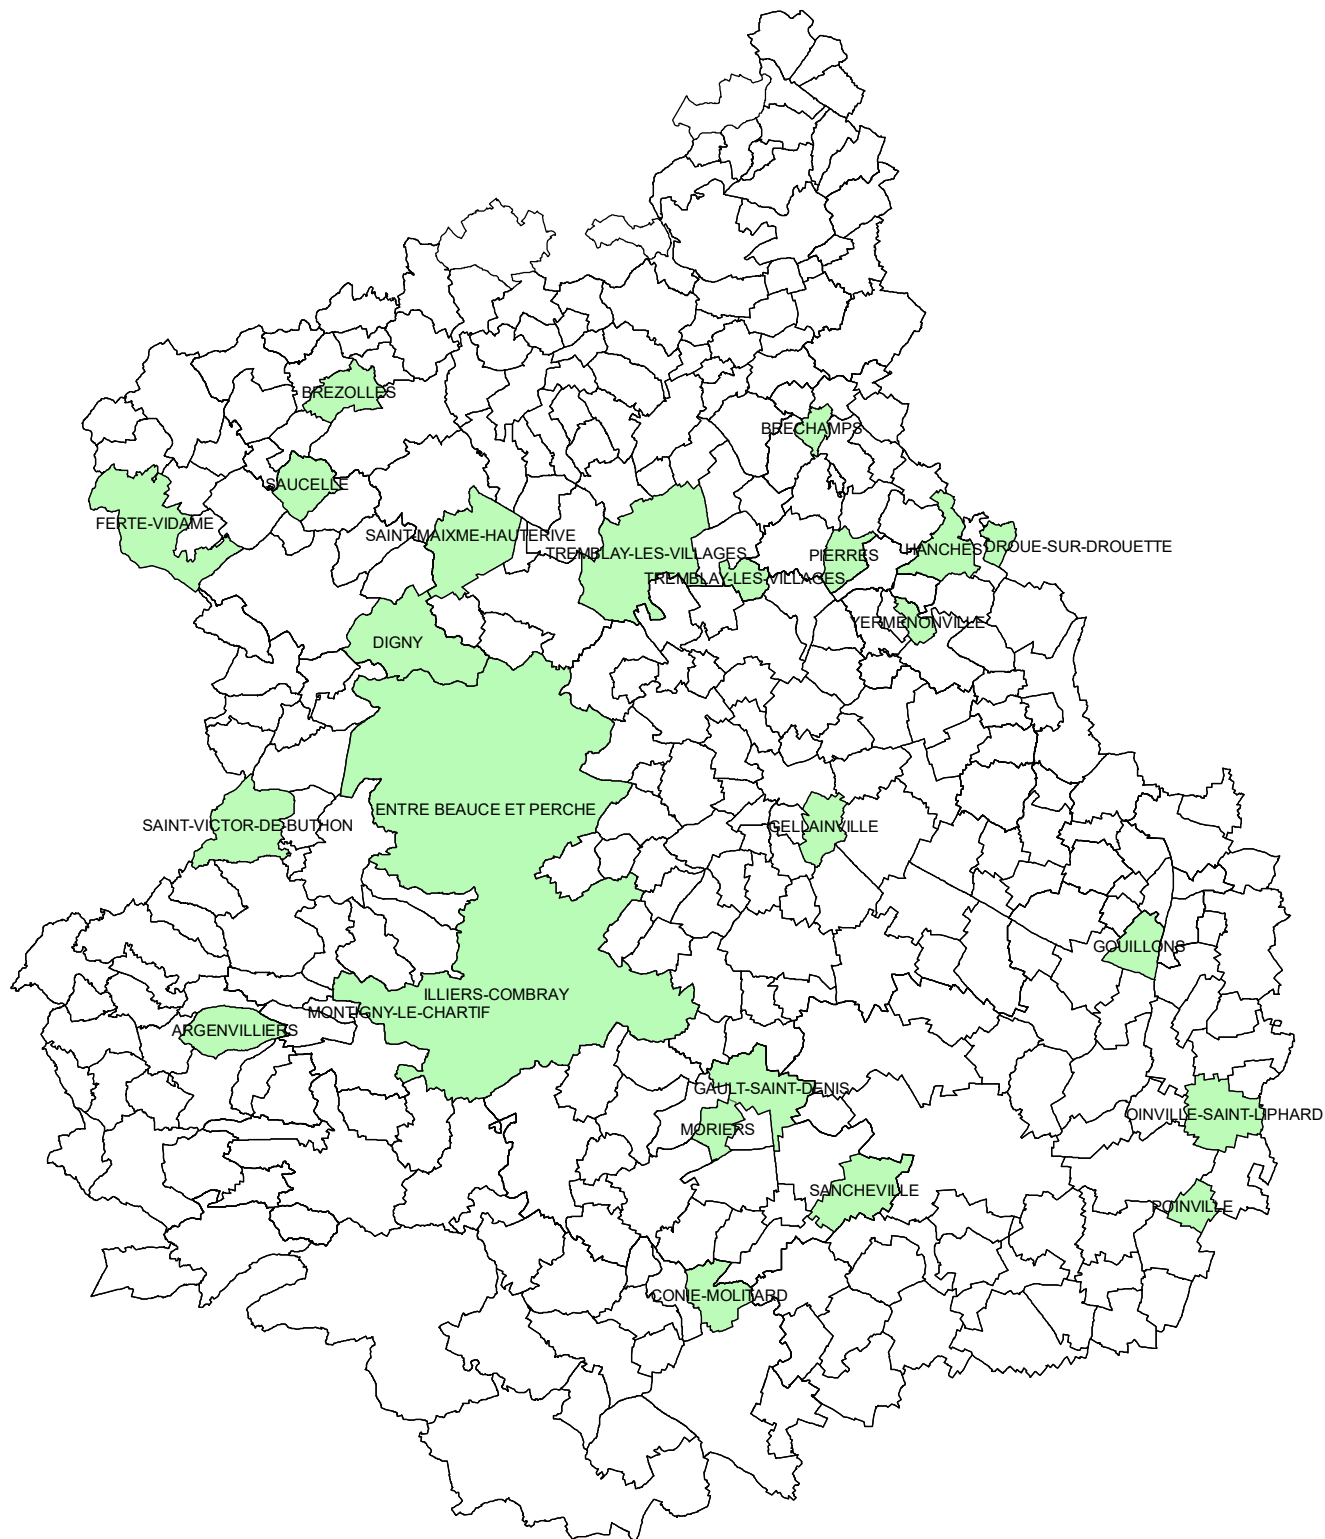 BREZOLLES
BRECHAMPS
SAUCELLE
FERTE-VIDAME
SAINT-MAIXME-HAUTERIVE
TREMBLAY-LES-VILLAGES
PIERRES
HANCHES
DROUE-SUR-DROUETTE
TREMBLAY-LES-VILLAGES
YERMENONVILLE
DIGNY
ENTRE BEAUCE ET PERCHE
SAINT-VICTOR-DE-BUTHON
GELLAINVILLE
GOUILLONS
ILLIERS-COMBRAY
MONTIGNY-LE-CHARTIF
ARGENVILLIERS
GAULT-SAINT-DENIS
OINVILLE-SAINT-LIPHARD
MORIERS
SANCHEVILLE
POINVILLE
CONIE-MOLITARD